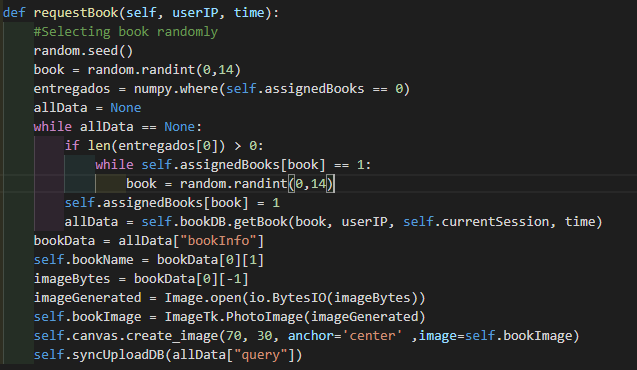 def requestBook(self, userIP, time):
    #Selecting book randomly
    random.seed()
    book = random.randint(0,14)
    entregados = numpy.where(self.assignedBooks == 0)
    allData = None
    while allData == None:
        if len(entregados[0]) > 0:
            while self.assignedBooks[book] == 1:
                book = random.randint(0,14)
        self.assignedBooks[book] = 1
        allData = self.bookDB.getBook(book, userIP, self.currentSession, time)
    bookData = allData["bookInfo"]
    self.bookName = bookData[0][1]
    imageBytes = bookData[0][-1]
    imageGenerated = Image.open(io.BytesIO(imageBytes))
    self.bookImage = ImageTk.PhotoImage(imageGenerated)
    self.canvas.create_image(70, 30, anchor='center' ,image=self.bookImage)
    self.syncUploadDB(allData["query"])